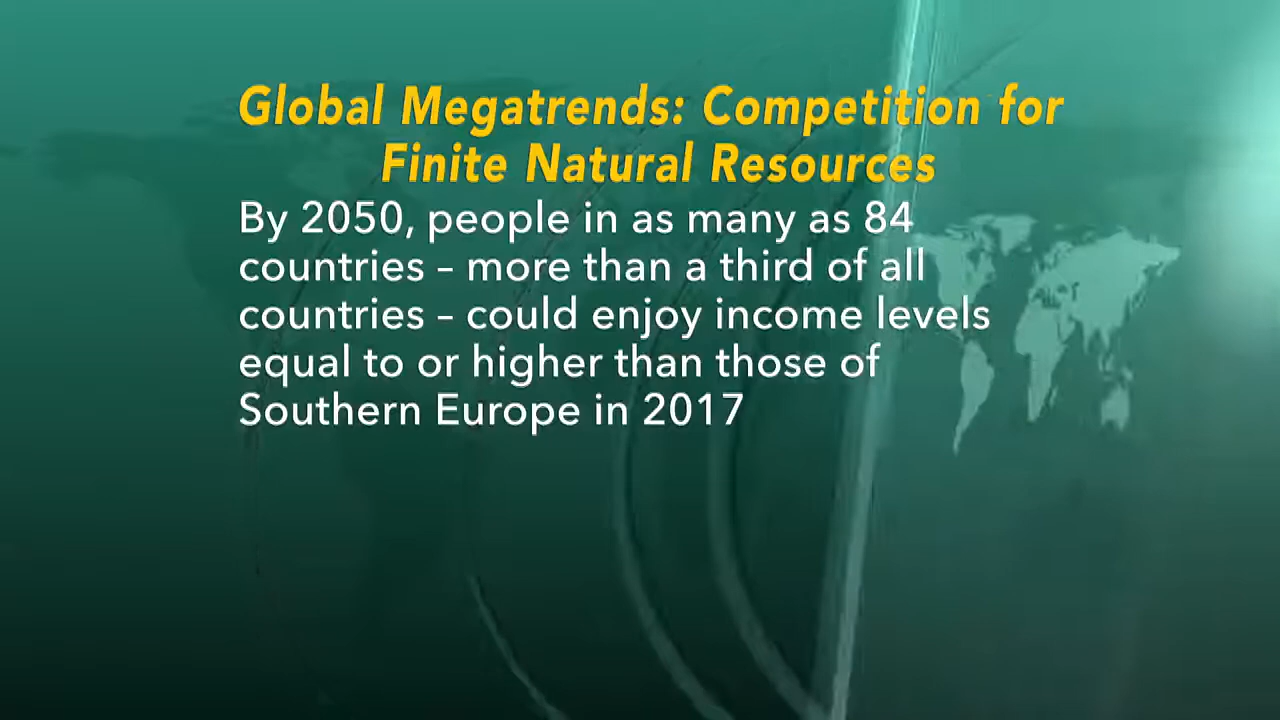 Global Megatrends: Competition for
Finite Natural Resources
By 2050, people in as many as 84
countries – more than a third of all
countries – could enjoy income levels
equal to or higher than those of
Southern Europe in 2017